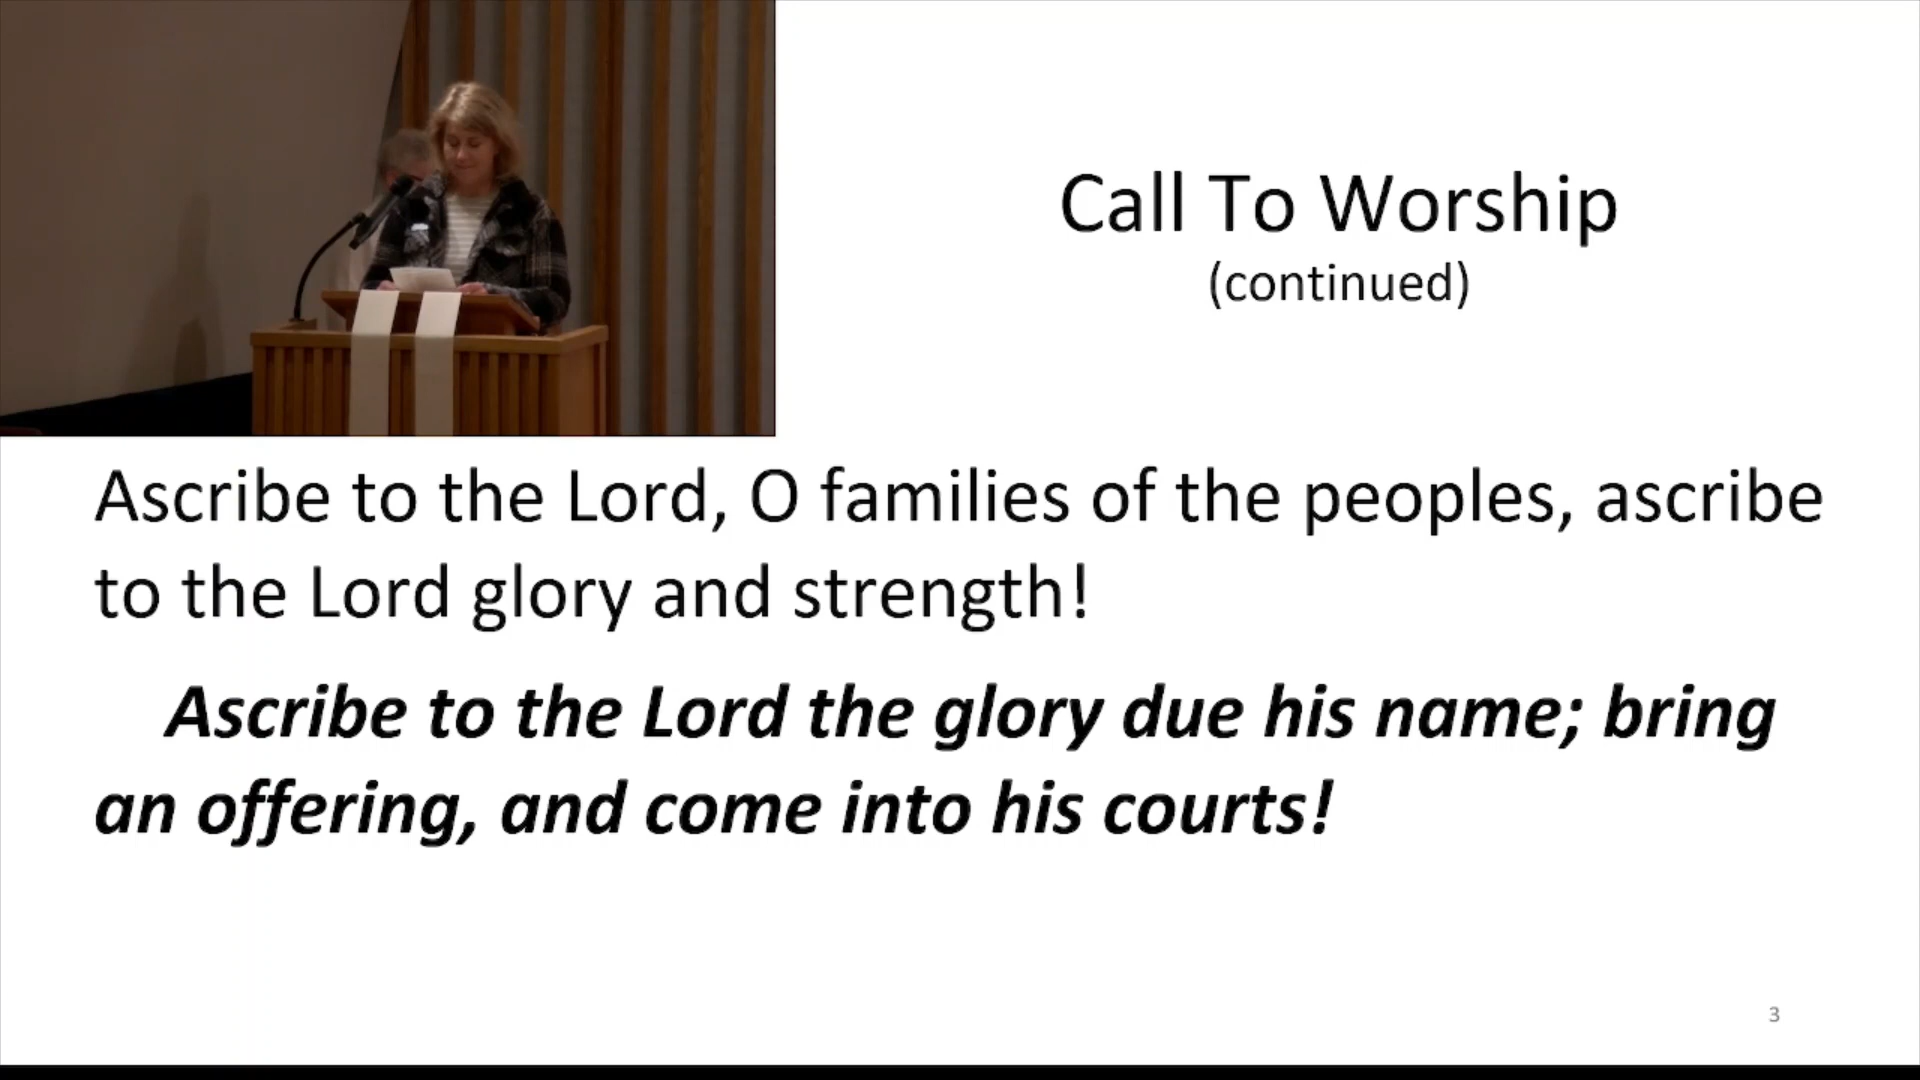 Call To Worship
(continued)
Ascribe to the Lord, O families of the peoples, ascribe
to the Lord glory and strength!
Ascribe to the Lord the glory due his name; bring
an offering, and come into his courts!
3